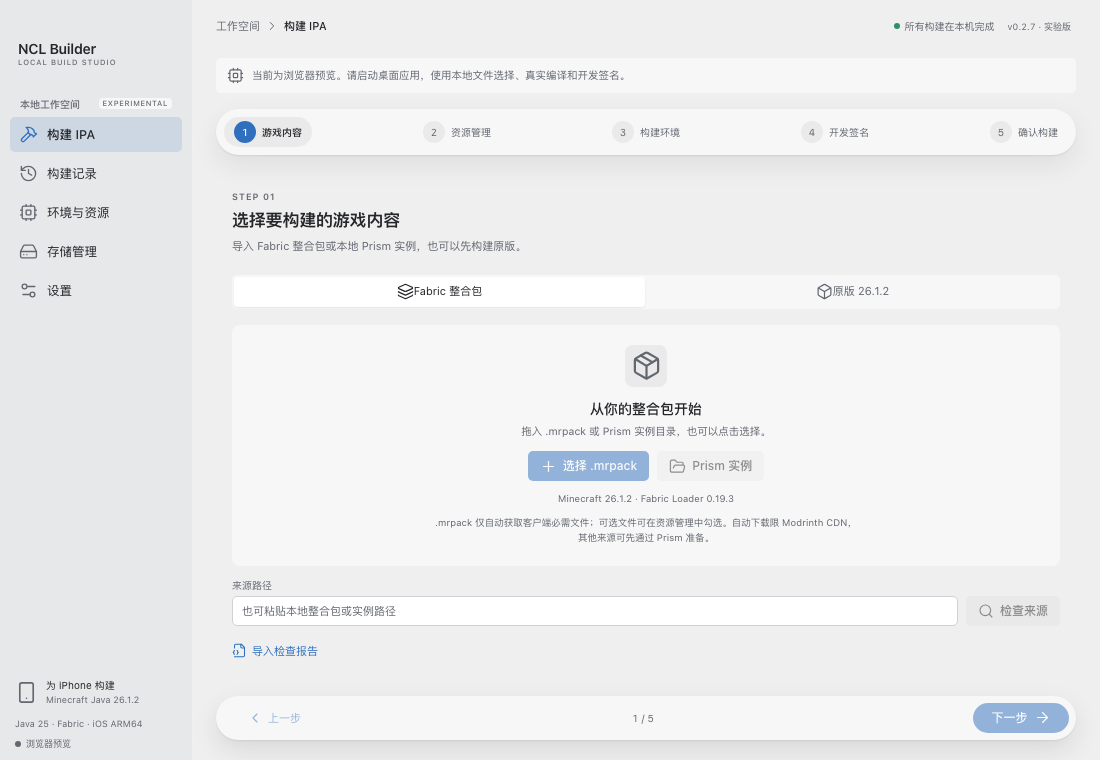 NCL Builder
LOCAL BUILD STUDIO
本地工作空间 EXPERIMENTAL
构建 IPA
构建记录
环境与资源
存储管理
设置
为 iPhone 构建
Minecraft Java 26.1.2
Java 25 · Fabric · iOS ARM64
浏览器预览
工作空间 > 构建 IPA
所有构建在本机完成 v0.2.7 · 实验版
当前为浏览器预览。请启动桌面应用，使用本地文件选择、真实编译和开发签名。
1 游戏内容
2 资源管理
3 构建环境
4 开发签名
5 确认构建
STEP 01
选择要构建的游戏内容
导入 Fabric 整合包或本地 Prism 实例，也可以先构建原版。
Fabric 整合包
原版 26.1.2
从你的整合包开始
拖入 .mrpack 或 Prism 实例目录，也可以点击选择。
选择 .mrpack
Prism 实例
Minecraft 26.1.2 · Fabric Loader 0.19.3
.mrpack 仅自动获取客户端必需文件；可选文件可在资源管理中勾选。自动下载限 Modrinth CDN，
其他来源可先通过 Prism 准备。
来源路径
也可粘贴本地整合包或实例路径
检查来源
导入检查报告
上一步
1 / 5
下一步